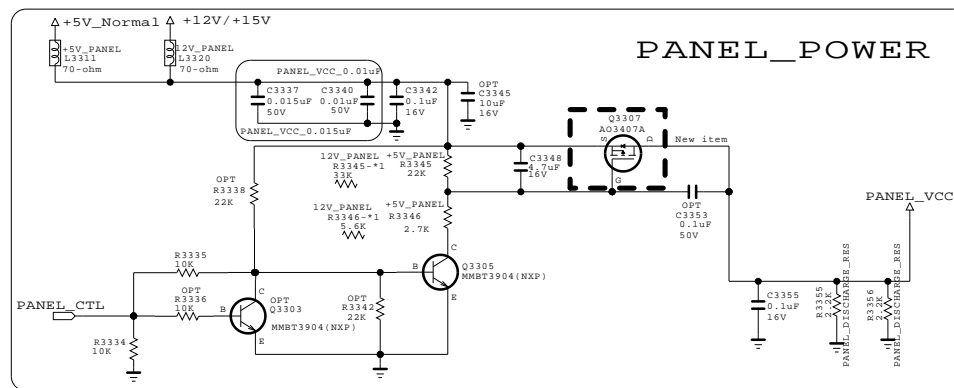 +5V_Normal
+12V/+15V
PANEL_POWER
+5V_PANEL
L3311
70-ohm
12V_PANEL
L3320
70-ohm
PANEL_VCC_0.01uF
C3337
0.015uF
50V
C3340
0.01uF
50V
C3342
0.1uF
16V
OPT
C3345
10uF
16V
PANEL_VCC_0.015uF
Q3307
AO3407A
S
D
G
New item
12V_PANEL
R3345-*1
33K
+5V_PANEL
R3345
22K
C3348
4.7uF
16V
OPT
R3338
22K
12V_PANEL
R3346-*1
5.6K
+5V_PANEL
R3346
2.7K
OPT
C3353
0.1uF
50V
PANEL_VCC
R3335
10K
OPT
R3336
10K
PANEL_CTL
R3334
10K
B
C
E
OPT
Q3303
MMBT3904(NXP)
OPT
R3342
22K
B
C
E
Q3305
MMBT3904(NXP)
C3355
0.1uF
16V
R3355
2.2K
PANEL_DISCHARGE_RES
R3356
2.2K
PANEL_DISCHARGE_RES